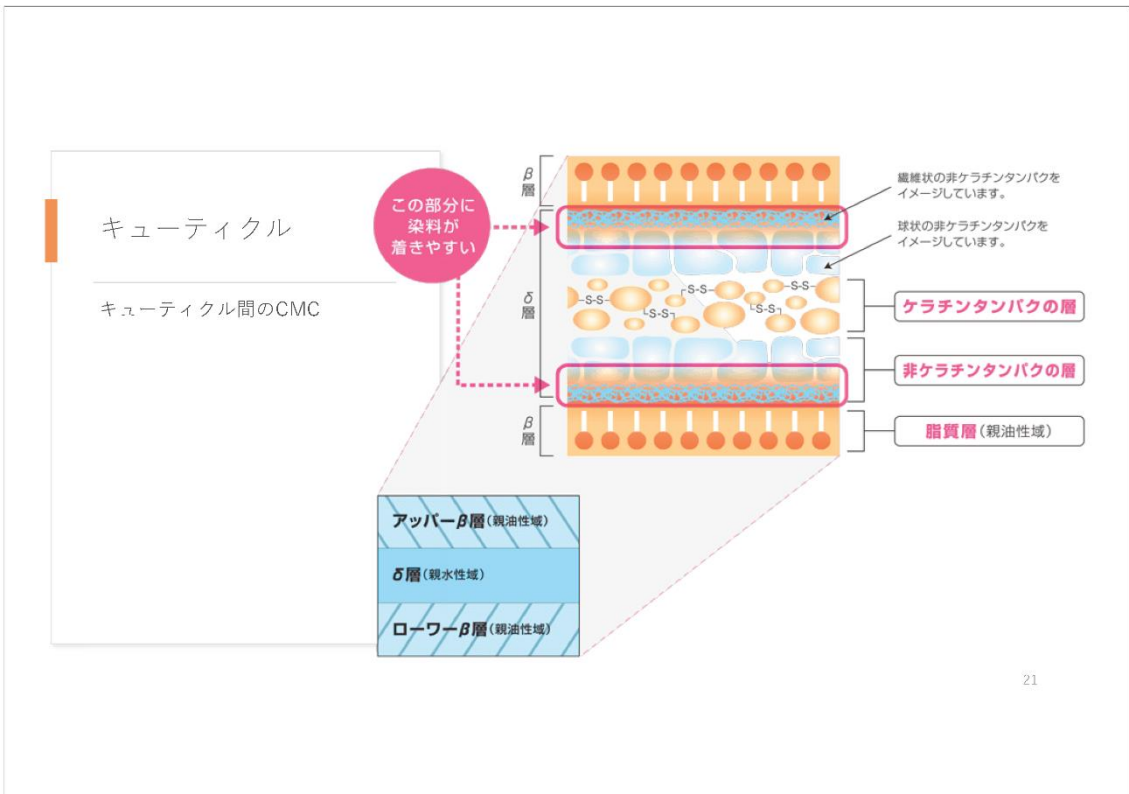 キューティクル
キューティクル間のCMC
この部分に
染料が
着きやすい
β
層
δ
層
β
層
-S-S-
-S-S
S-S-
-S-S-
-S-S
繊維状の非ケラチンタンパクを
イメージしています。
球状の非ケラチンタンパクを
イメージしています。
ケラチンタンパクの層
非ケラチンタンパクの層
脂質層(親油性域)
アッパーβ層(親油性域)
δ層(親水性域)
ローワーβ層(親油性域)
21